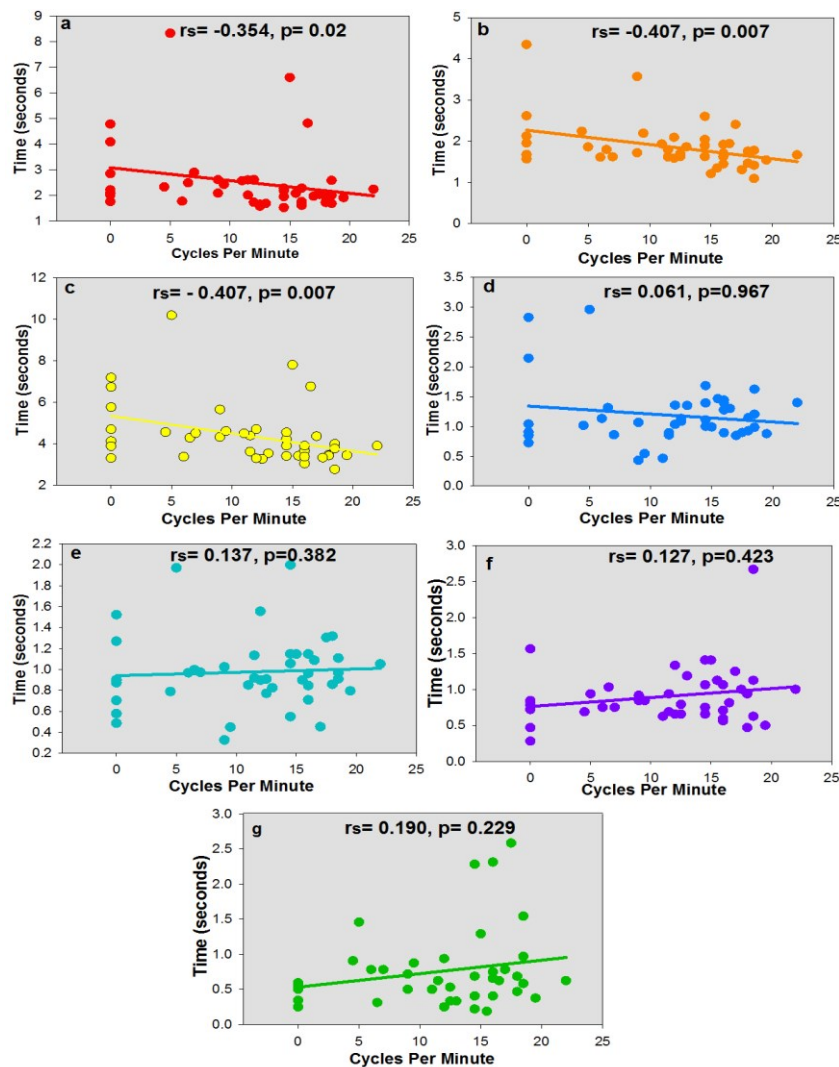 a
rs= -0.354, p= 0.02
Time (seconds)
9
8
7
6
5
4
3
2
1
0 5 10 15 20 25
Cycles Per Minute
b
rs= -0.407, p= 0.007
Time (seconds)
5
4
3
2
1
0
0 5 10 15 20 25
Cycles Per Minute
c
rs= - 0.407, p= 0.007
Time (seconds)
12
10
8
6
4
2
0 5 10 15 20 25
Cycles Per Minute
d
rs= 0.061, p=0.967
Time (seconds)
3.5
3.0
2.5
2.0
1.5
1.0
0.5
0.0
0 5 10 15 20 25
Cycles Per Minute
e
rs= 0.137, p=0.382
Time (seconds)
2.2
2.0
1.8
1.6
1.4
1.2
1.0
0.8
0.6
0.4
0.2
0 5 10 15 20 25
Cycles Per Minute
f
rs= 0.127, p=0.423
Time (seconds)
3.0
2.5
2.0
1.5
1.0
0.5
0.0
0 5 10 15 20 25
Cycles Per Minute
g
rs= 0.190, p= 0.229
Time (seconds)
3.0
2.5
2.0
1.5
1.0
0.5
0.0
0 5 10 15 20 25
Cycles Per Minute